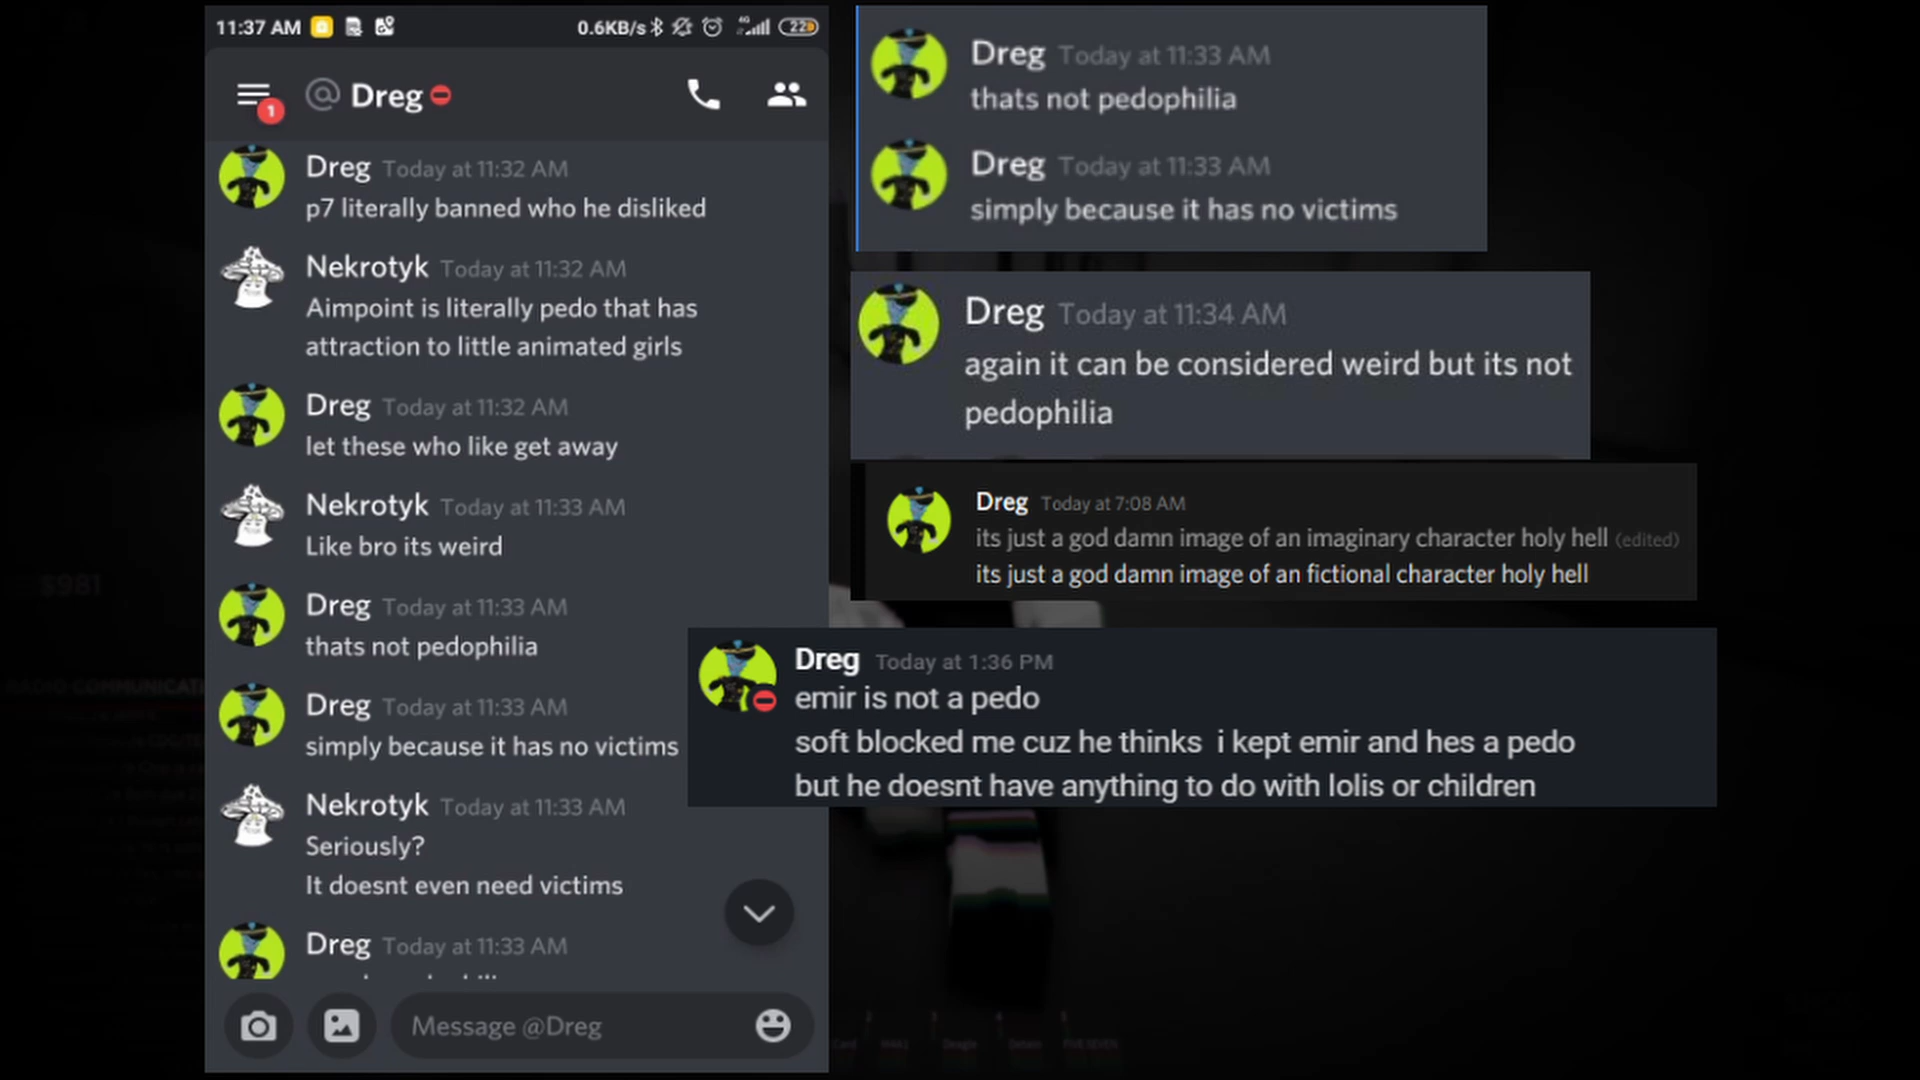 11:37 AM
0.6KB/s
4G
22
1
@ Dreg
Dreg Today at 11:32 AM
p7 literally banned who he disliked
Nekrotyk Today at 11:32 AM
Aimpoint is literally pedo that has
attraction to little animated girls
Dreg Today at 11:32 AM
let these who like get away
Nekrotyk Today at 11:33 AM
Like bro its weird
Dreg Today at 11:33 AM
thats not pedophilia
Dreg Today at 11:33 AM
simply because it has no victims
Nekrotyk Today at 11:33 AM
Seriously?
It doesnt even need victims
Dreg Today at 11:33 AM
Message @Dreg
Dreg Today at 11:33 AM
thats not pedophilia
Dreg Today at 11:33 AM
simply because it has no victims
Dreg Today at 11:34 AM
again it can be considered weird but its not
pedophilia
Dreg Today at 7:08 AM
its just a god damn image of an imaginary character holy hell (edited)
its just a god damn image of an fictional character holy hell
Dreg Today at 1:36 PM
emir is not a pedo
soft blocked me cuz he thinks i kept emir and hes a pedo
but he doesnt have anything to do with lolis or children
$981